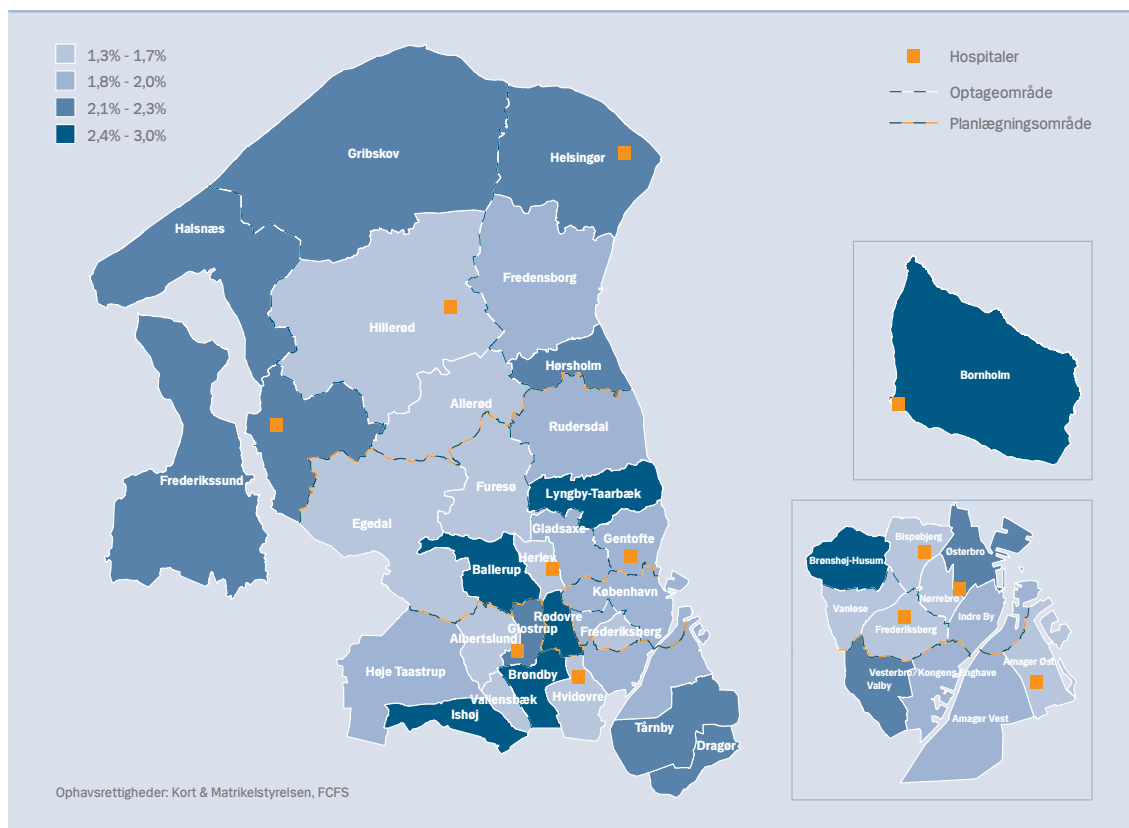 1,3% - 1,7%
1,8% - 2,0%
2,1% - 2,3%
2,4% - 3,0%
Hospitaler
Optageområde
Planlægningsområde
Gribskov
Helsingør
Halsnæs
Fredensborg
Hillerød
Hørsholm
Allerød
Rudersdal
Frederikssund
Furesø
Lyngby-Taarbæk
Egedal
Gladsaxe
Gentofte
Herlev
Ballerup
København
Rødovre
Glostrup
Frederiksberg
Albertslund
Høje Taastrup
Brøndby
Vallensbæk
Hvidovre
Ishøj
Tårnby
Dragør
Bornholm
Bispebjerg
Østerbro
Brønshøj-Husum
Nørrebro
Vanløse
Indre By
Frederiksberg
Amager Øst
Vesterbro/Kongens Enghave
Valby
Amager Vest
Ophavsrettigheder: Kort & Matrikelstyrelsen, FCFS